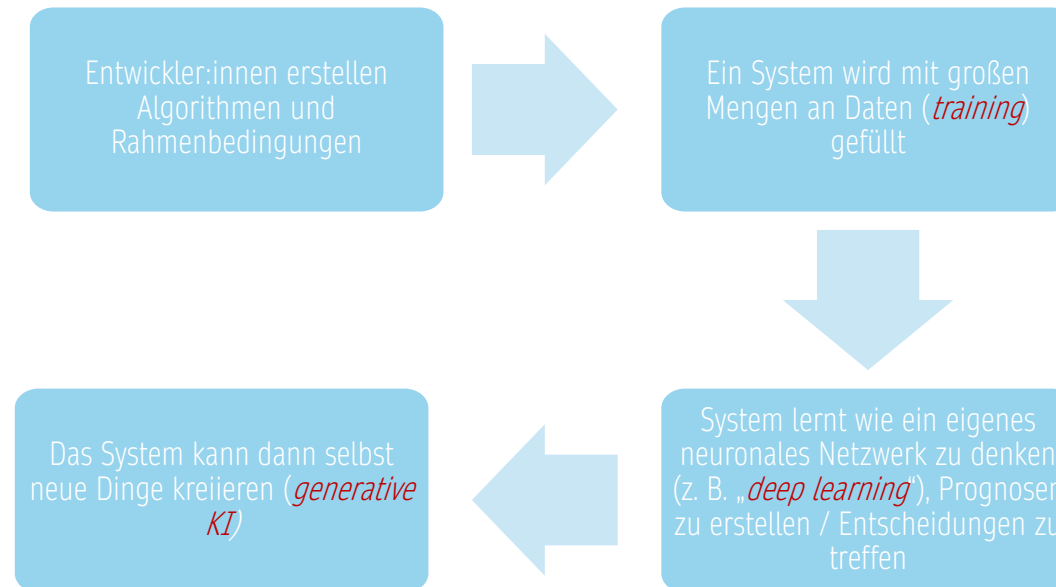 Entwickler:innen erstellen
Algorithmen und
Rahmenbedingungen
Ein System wird mit großen
Mengen an Daten (training)
gefüllt
System lernt wie ein eigenes
neuronales Netzwerk zu denken
(z. B. „deep learning“), Prognosen
zu erstellen / Entscheidungen zu
treffen
Das System kann dann selbst
neue Dinge kreiieren (generative
KI)